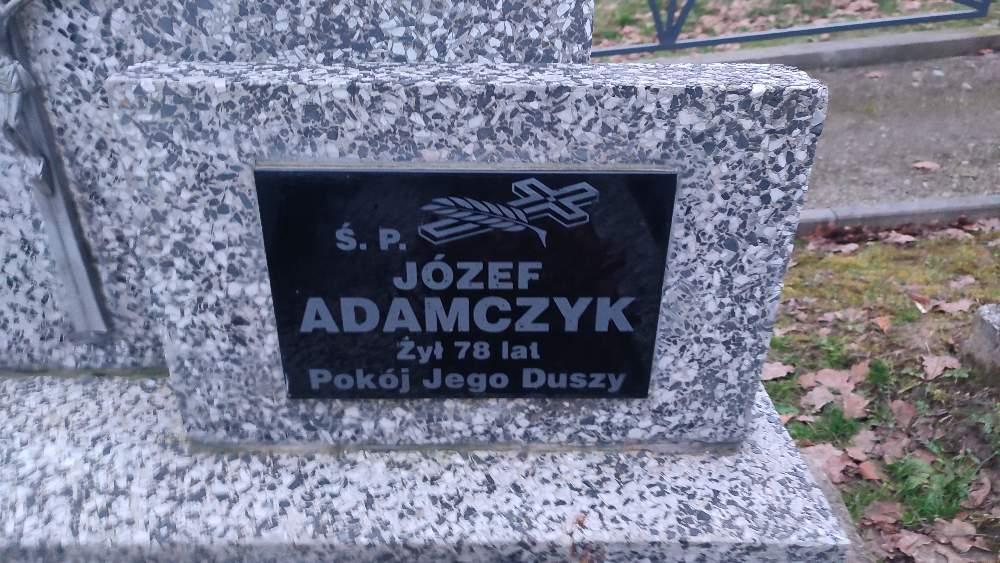 Ś. P.
JÓZEF
ADAMCZYK
Żył 78 lat
Pokój Jego Duszy